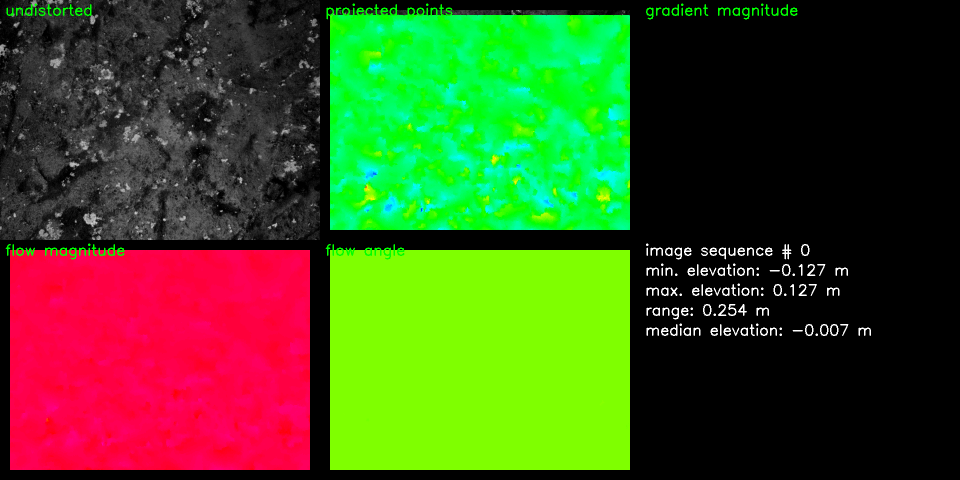 undistorted
projected points
gradient magnitude
flow magnitude
flow angle
image sequence # 0
min. elevation: −0.127 m
max. elevation: 0.127 m
range: 0.254 m
median elevation: −0.007 m